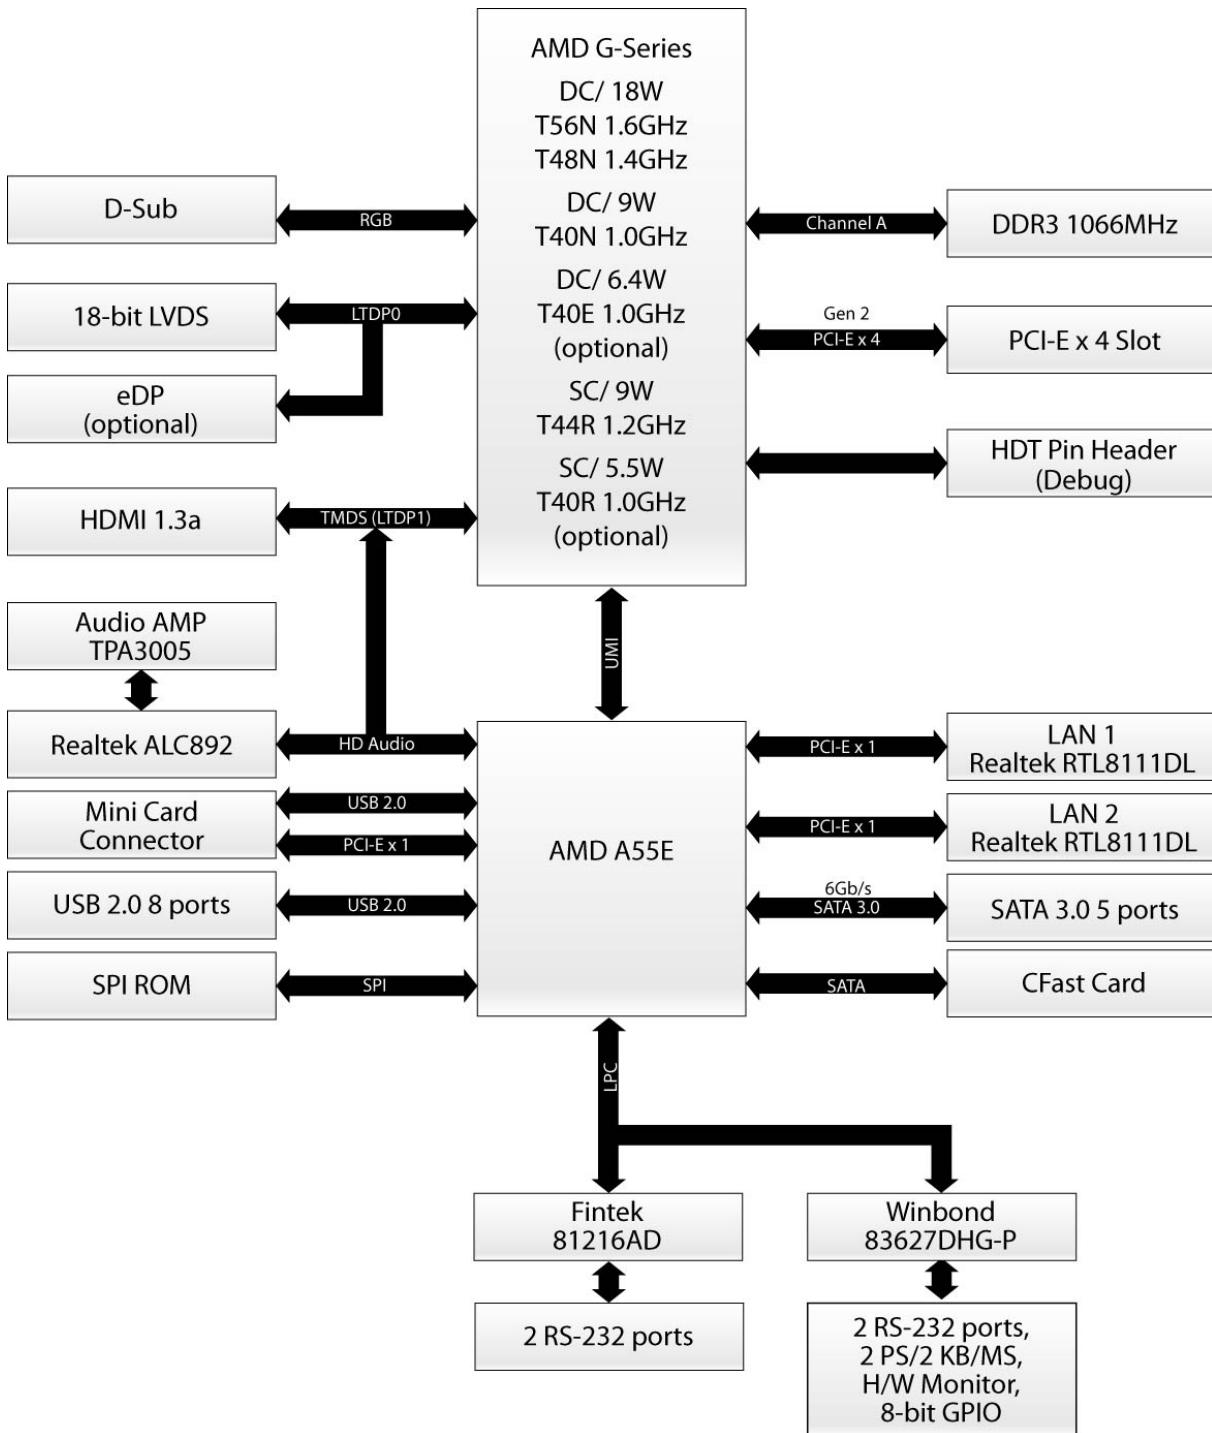 AMD G-Series
DC/ 18W
T56N 1.6GHz
T48N 1.4GHz
DC/ 9W
T40N 1.0GHz
DC/ 6.4W
T40E 1.0GHz
(optional)
SC/ 9W
T44R 1.2GHz
SC/ 5.5W
T40R 1.0GHz
(optional)
D-Sub
RGB
18-bit LVDS
LTDP0
eDP
(optional)
HDMI 1.3a
TMDS (LTDP1)
Channel A
DDR3 1066MHz
Gen 2
PCI-E x 4
PCI-E x 4 Slot
HDT Pin Header
(Debug)
UMI
Audio AMP
TPA3005
Realtek ALC892
HD Audio
Mini Card
Connector
USB 2.0
PCI-E x 1
USB 2.0 8 ports
USB 2.0
SPI ROM
SPI
AMD A55E
PCI-E x 1
LAN 1
Realtek RTL8111DL
PCI-E x 1
LAN 2
Realtek RTL8111DL
6Gb/s
SATA 3.0
SATA 3.0 5 ports
SATA
CFast Card
LPC
Fintek
81216AD
2 RS-232 ports
Winbond
83627DHG-P
2 RS-232 ports,
2 PS/2 KB/MS,
H/W Monitor,
8-bit GPIO